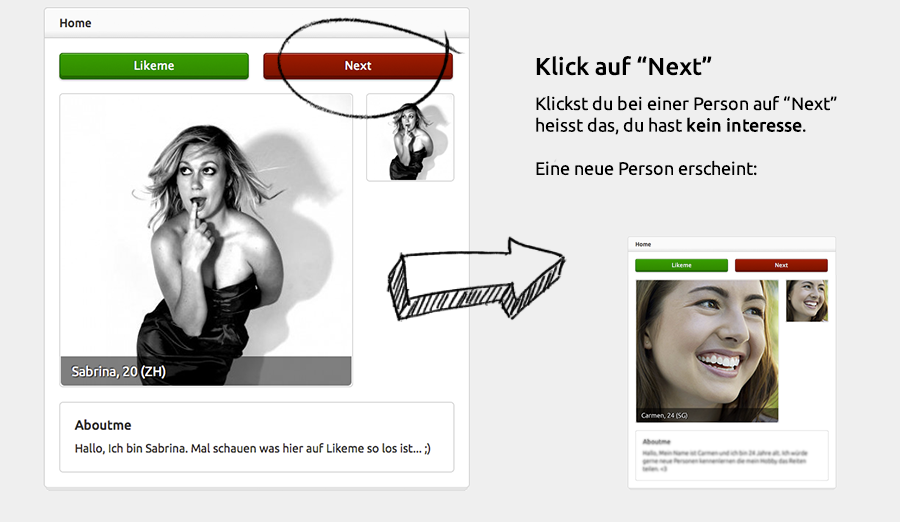 Home
Likeme
Next
Sabrina, 20 (ZH)
Aboutme
Hallo, Ich bin Sabrina. Mal schauen was hier auf Likeme so los ist... ;)
Klick auf “Next”
Klickst du bei einer Person auf “Next”
heisst das, du hast kein interesse.
Eine neue Person erscheint:
Home
Likeme
Next
Carmen, 24 (SG)
Aboutme
Hallo, Mein Name ist Carmen und ich bin 24 Jahre alt. Ich würde
gerne neue Personen kennenlernen die mein Hobby das Reiten
teilen. <3